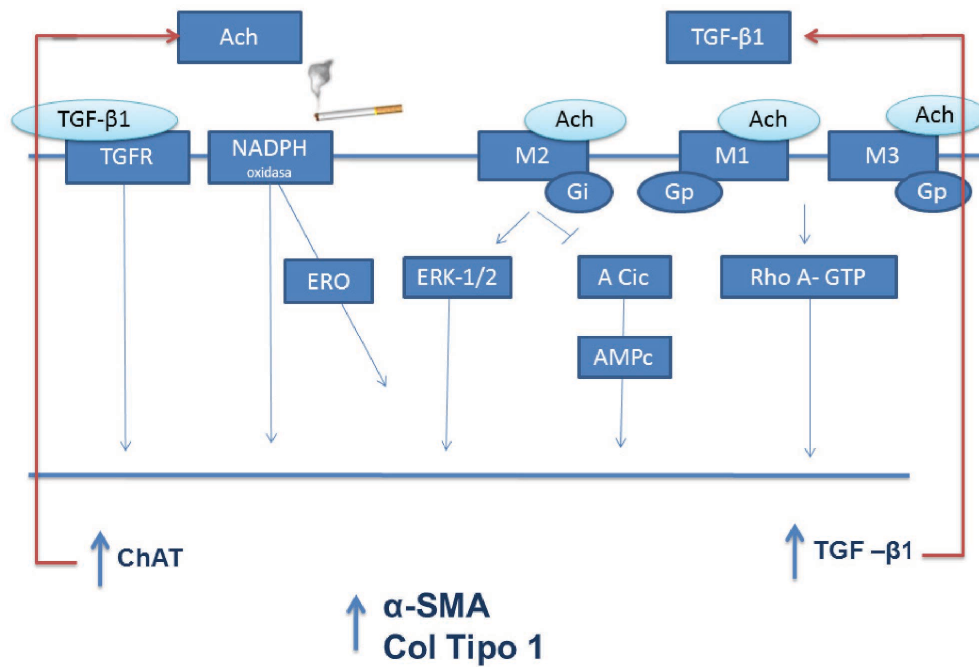 Ach
TGF-β1
TGF-β1
TGFR
NADPH
oxidasa
Ach
M2
Gi
Ach
M1
Gp
Ach
M3
Gp
ERO
ERK-1/2
A Cic
Rho A- GTP
AMPc
ChAT
TGF –β1
α-SMA
Col Tipo 1